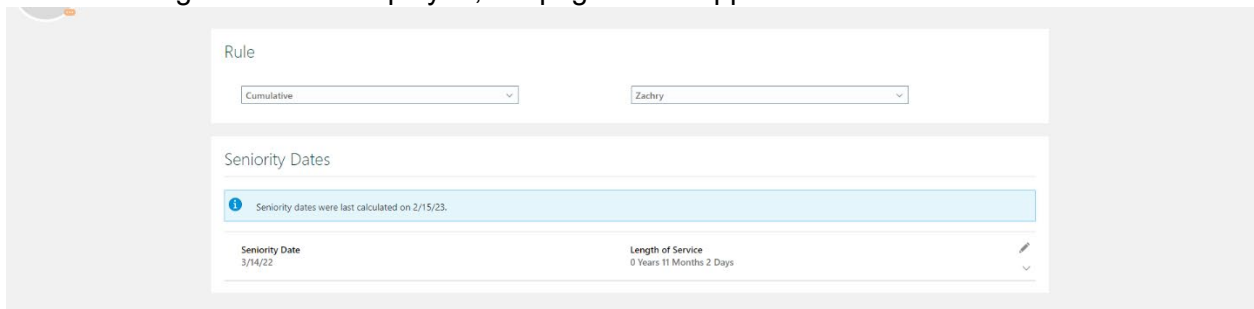 Rule
Cumulative Zachry
Seniority Dates
Seniority dates were last calculated on 2/15/23.
Seniority Date Length of Service
3/14/22 0 Years 11 Months 2 Days